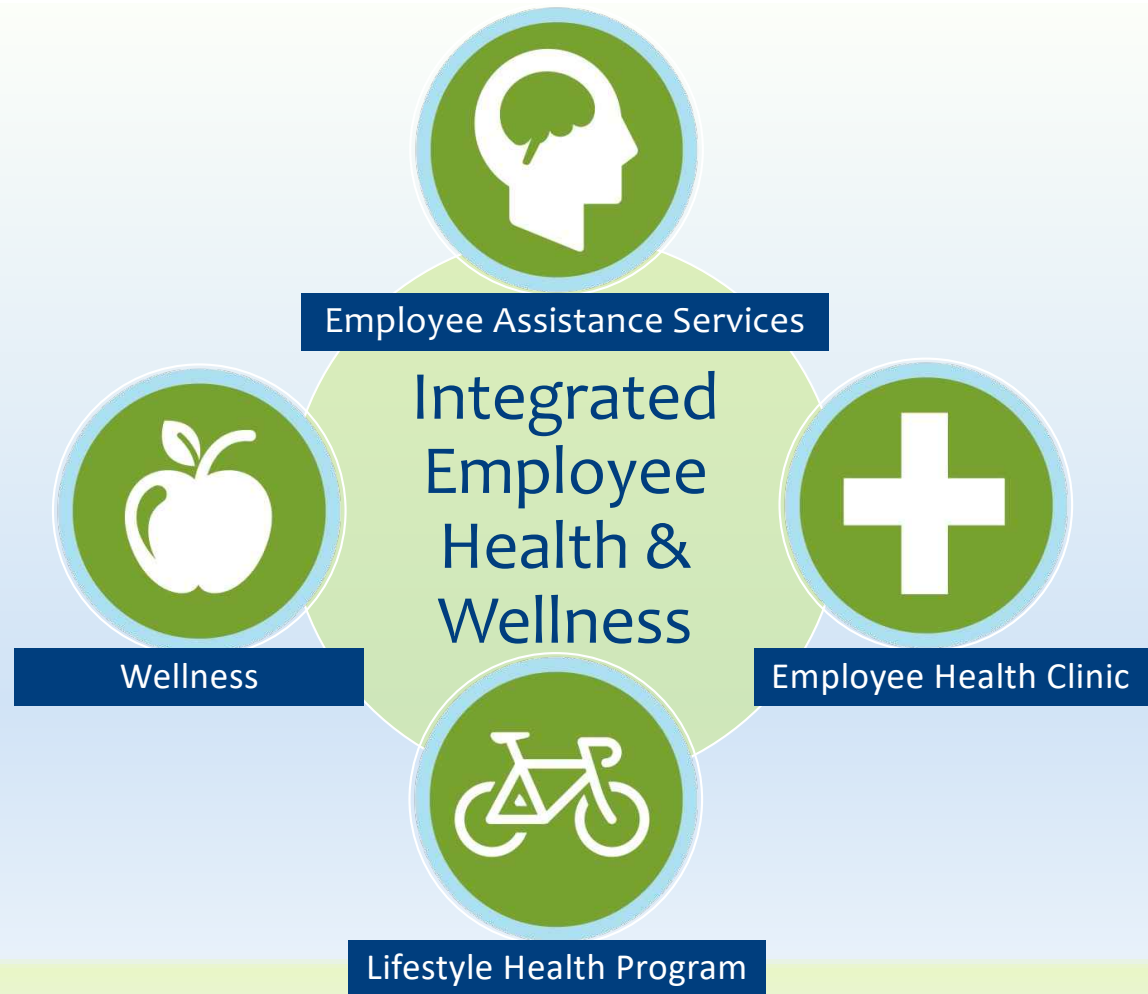 Employee Assistance Services
Integrated
Employee
Health &
Wellness
Wellness
Employee Health Clinic
Lifestyle Health Program